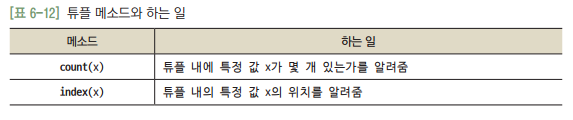 [표 6-12] 튜플 메소드와 하는 일
메소드 하는 일
count(x) 튜플 내에 특정 값 x가 몇 개 있는가를 알려줌
index(x) 튜플 내의 특정 값 x의 위치를 알려줌